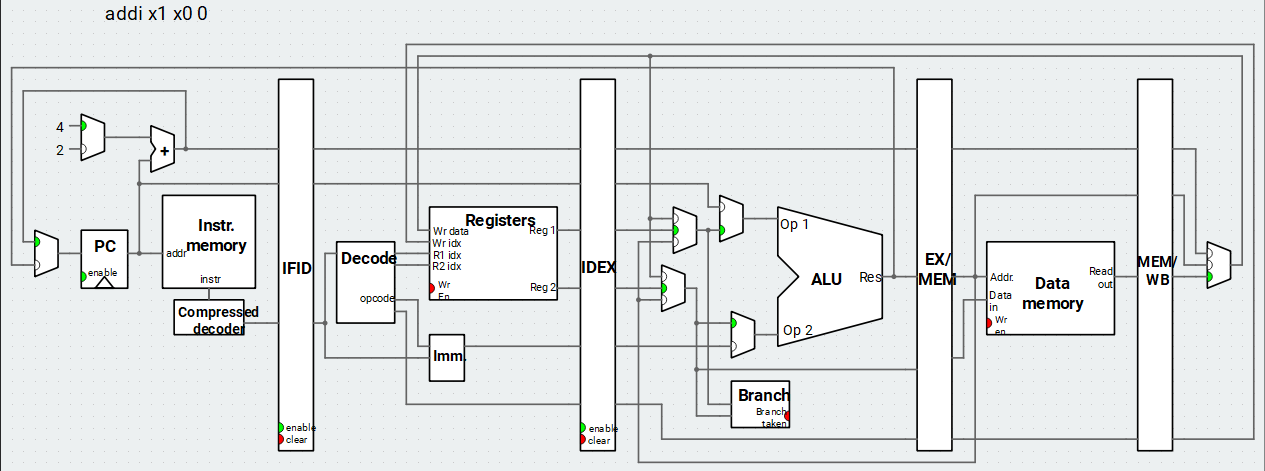 addi x1 x0 0
4
2
+
PC
enable
Instr.
memory
addr
instr
Compressed
decoder
IFID
enable
clear
Decode
opcode
Registers
Wr data
Wr idx
R1 idx
R2 idx
Wr
En
Reg 1
Reg 2
Imm.
IDEX
enable
clear
Op 1
ALU
Res
Op 2
Branch
Branch
taken
EX/
MEM
Addr.
Data
in
Wr
en
Data
memory
Read
out
MEM/
WB